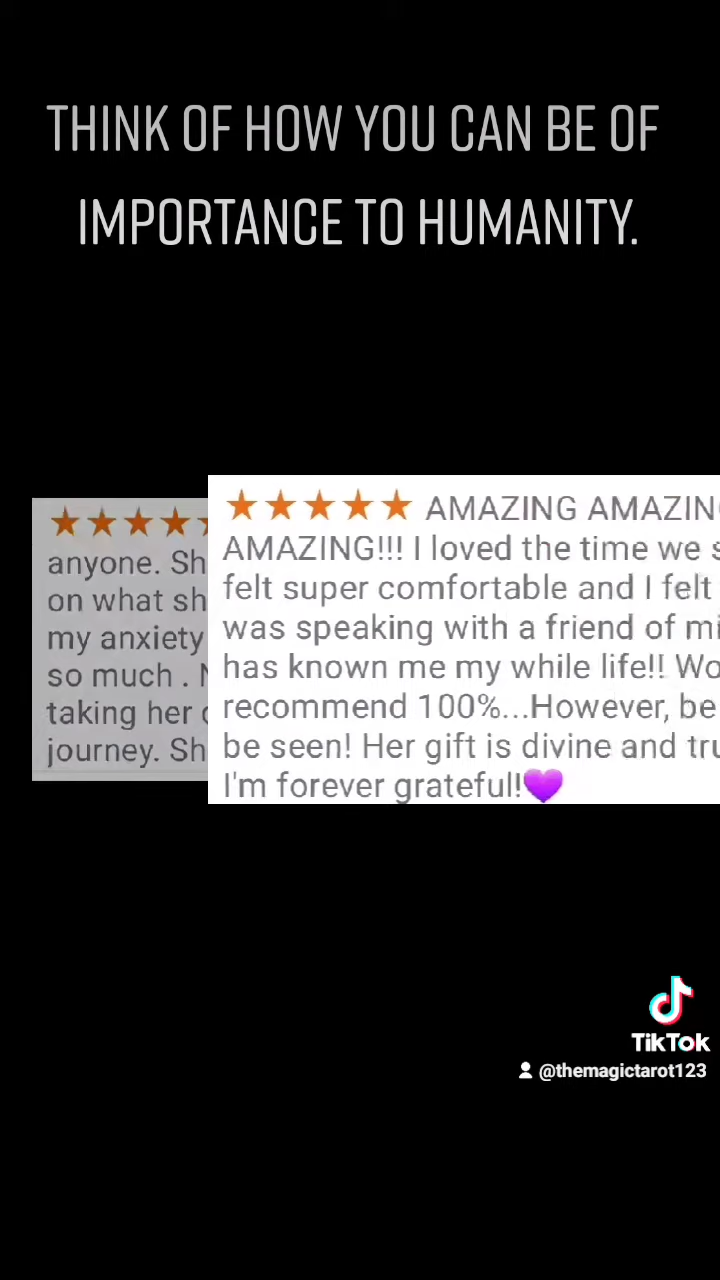 THINK OF HOW YOU CAN BE OF
IMPORTANCE TO HUMANITY.
anyone. Sh
on what sh
my anxiety
so much .
taking her
journey. Sh
AMAZING AMAZING
AMAZING!!! I loved the time we s
felt super comfortable and I felt
was speaking with a friend of mi
has known me my while life!! Wo
recommend 100%...However, be
be seen! Her gift is divine and tru
I'm forever grateful!💜
TikTok
@themagictarot123